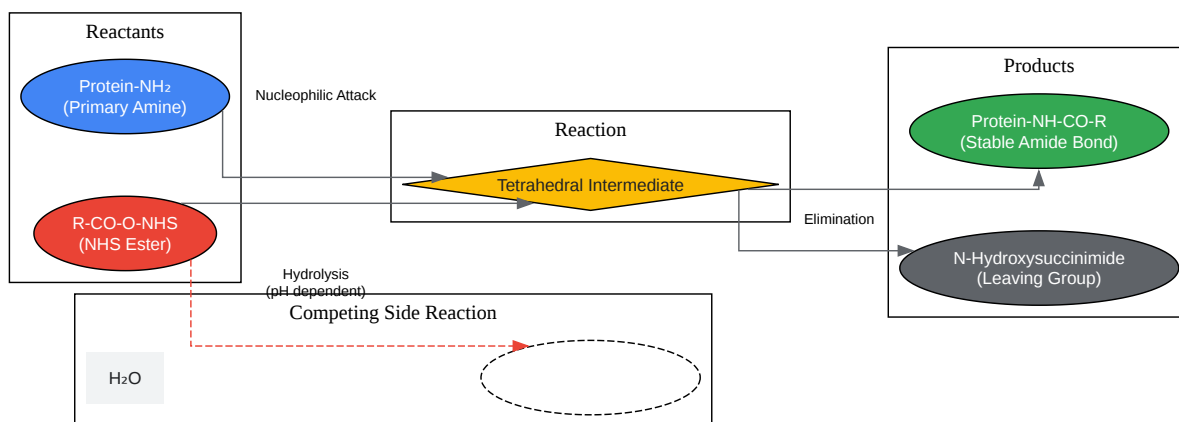 Reactants
Protein-NH₂
(Primary Amine)
R-CO-O-NHS
(NHS Ester)
Nucleophilic Attack
Reaction
Tetrahedral Intermediate
Elimination
Products
Protein-NH-CO-R
(Stable Amide Bond)
N-Hydroxysuccinimide
(Leaving Group)
Hydrolysis
(pH dependent)
Competing Side Reaction
H₂O